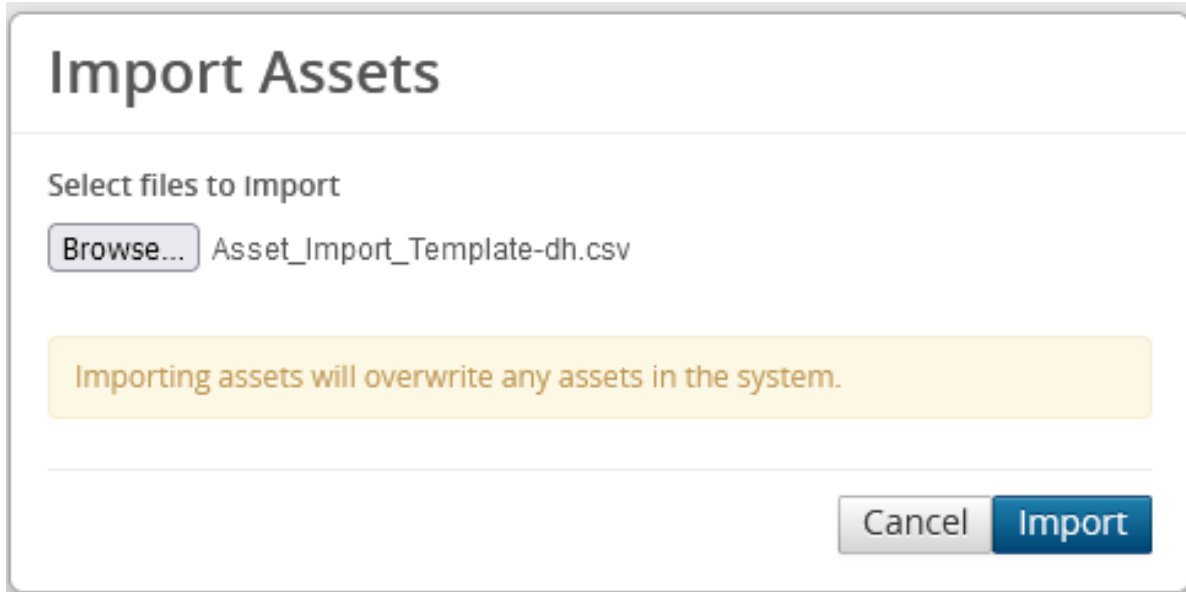 Import Assets
Select files to Import
Browse... Asset_Import_Template-dh.csv
Importing assets will overwrite any assets in the system.
Cancel Import